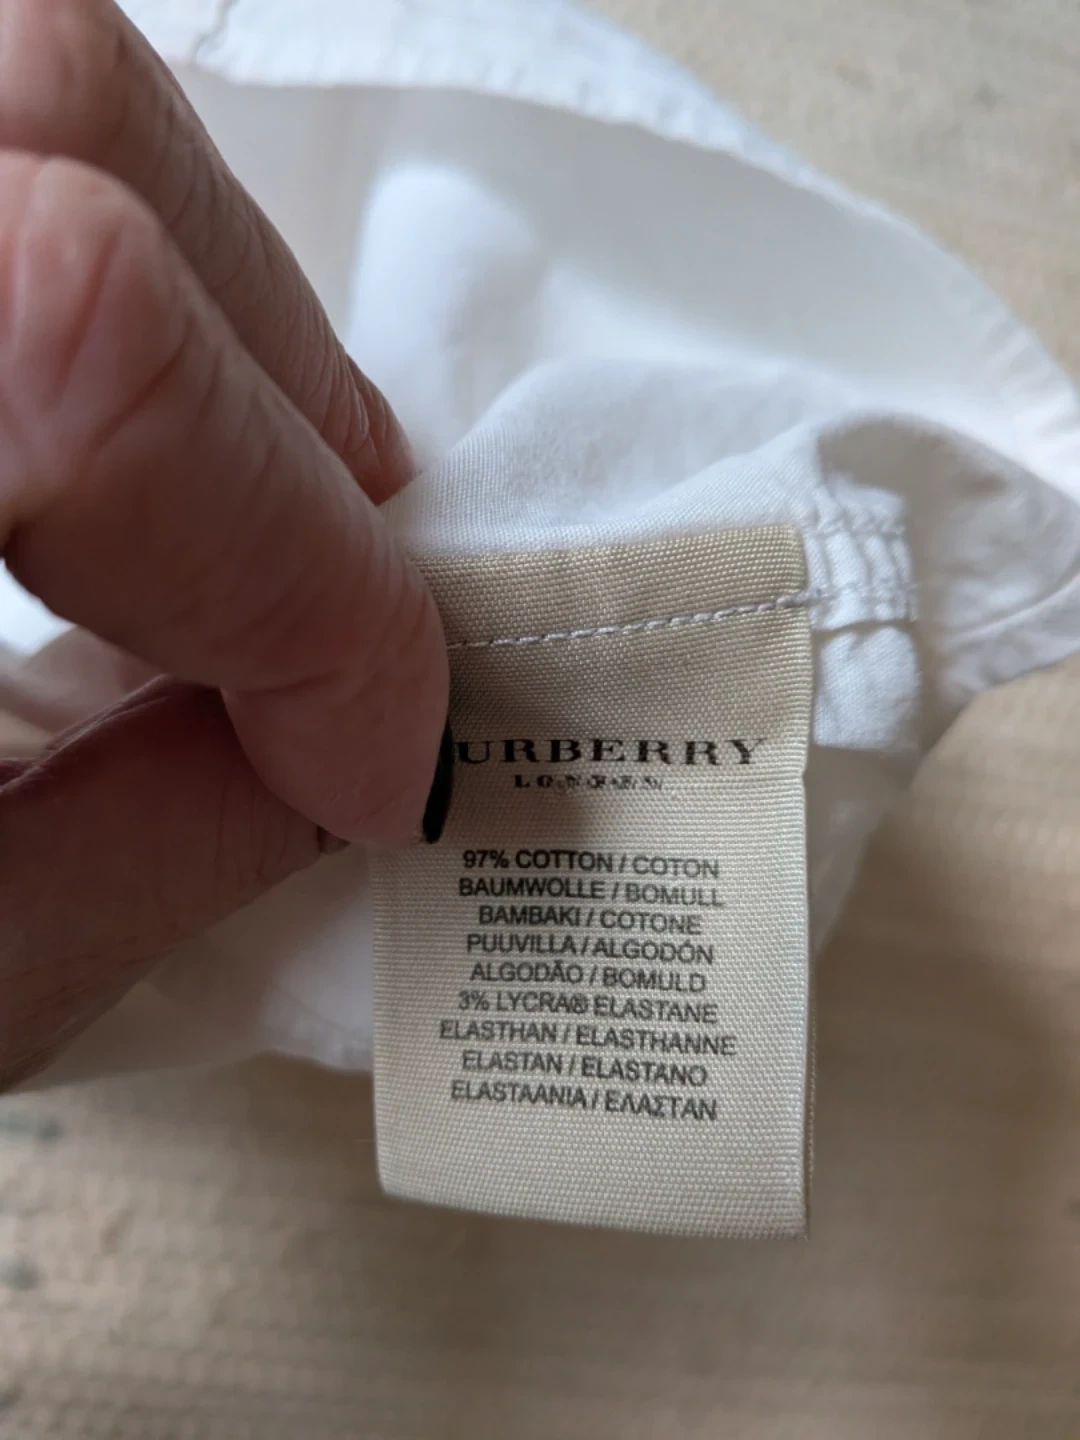 URBERRY
LONDON
97% COTTON / COTON
BAUMWOLLE / BOMULL
BAMBAKI / COTONE
PUUVILLA / ALGODÓN
ALGODÃO / BOMULD
3% LYCRA® ELASTANE
ELASTHAN / ELASTHANNE
ELASTAN / ELASTANO
ELASTAANIA / ΕΛΑΣΤΑΝ